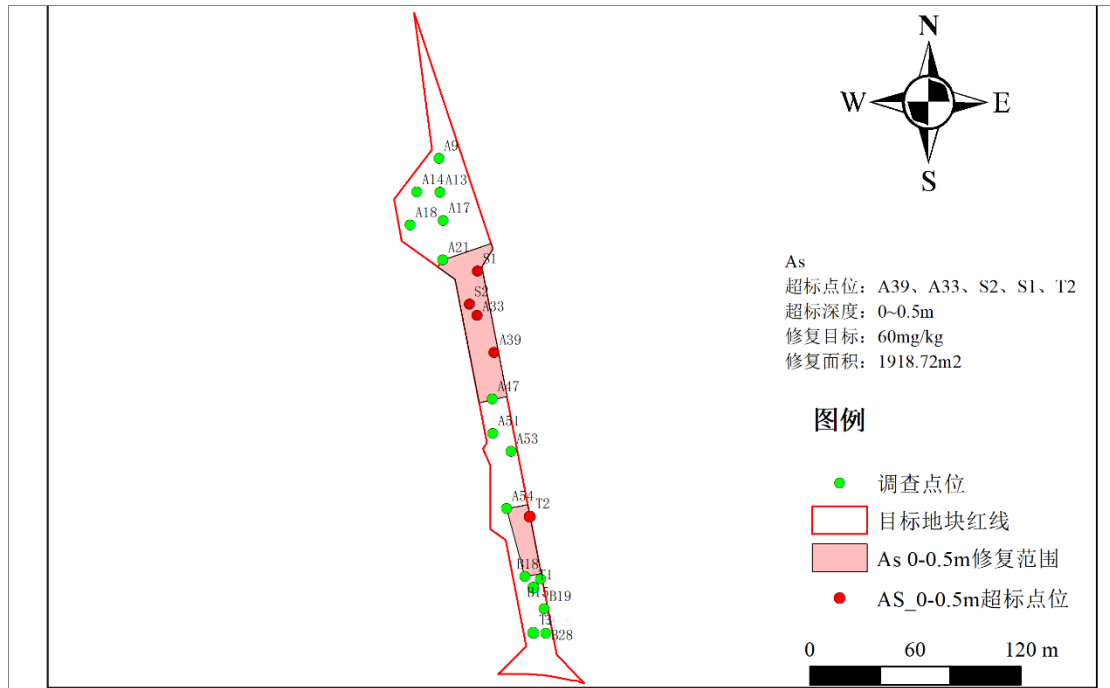 N
W
E
S
A9
A14
A13
A18
A17
A21
S1
S2
A33
A39
A47
A51
A53
A54
T2
B18
T1
B15
B19
B28
As
超标点位：A39、A33、S2、S1、T2
超标深度：0~0.5m
修复目标：60mg/kg
修复面积：1918.72m2
图例
调查点位
目标地块红线
As 0-0.5m修复范围
AS_0-0.5m超标点位
0
60
120 m